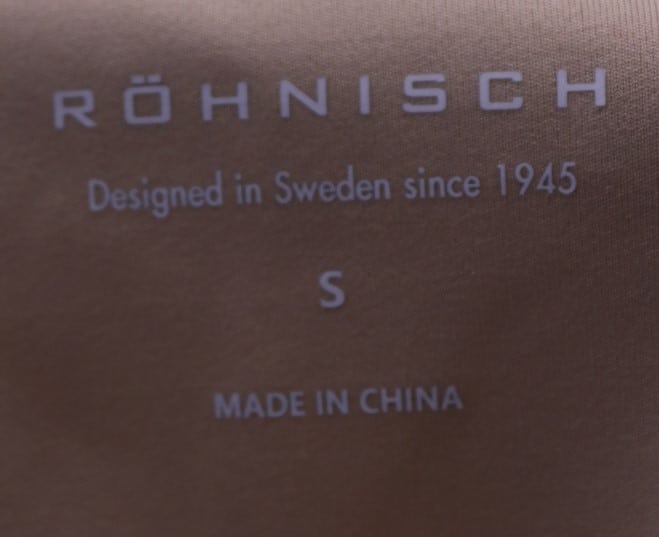 RÖHNISCH
Designed in Sweden since 1945
S
MADE IN CHINA